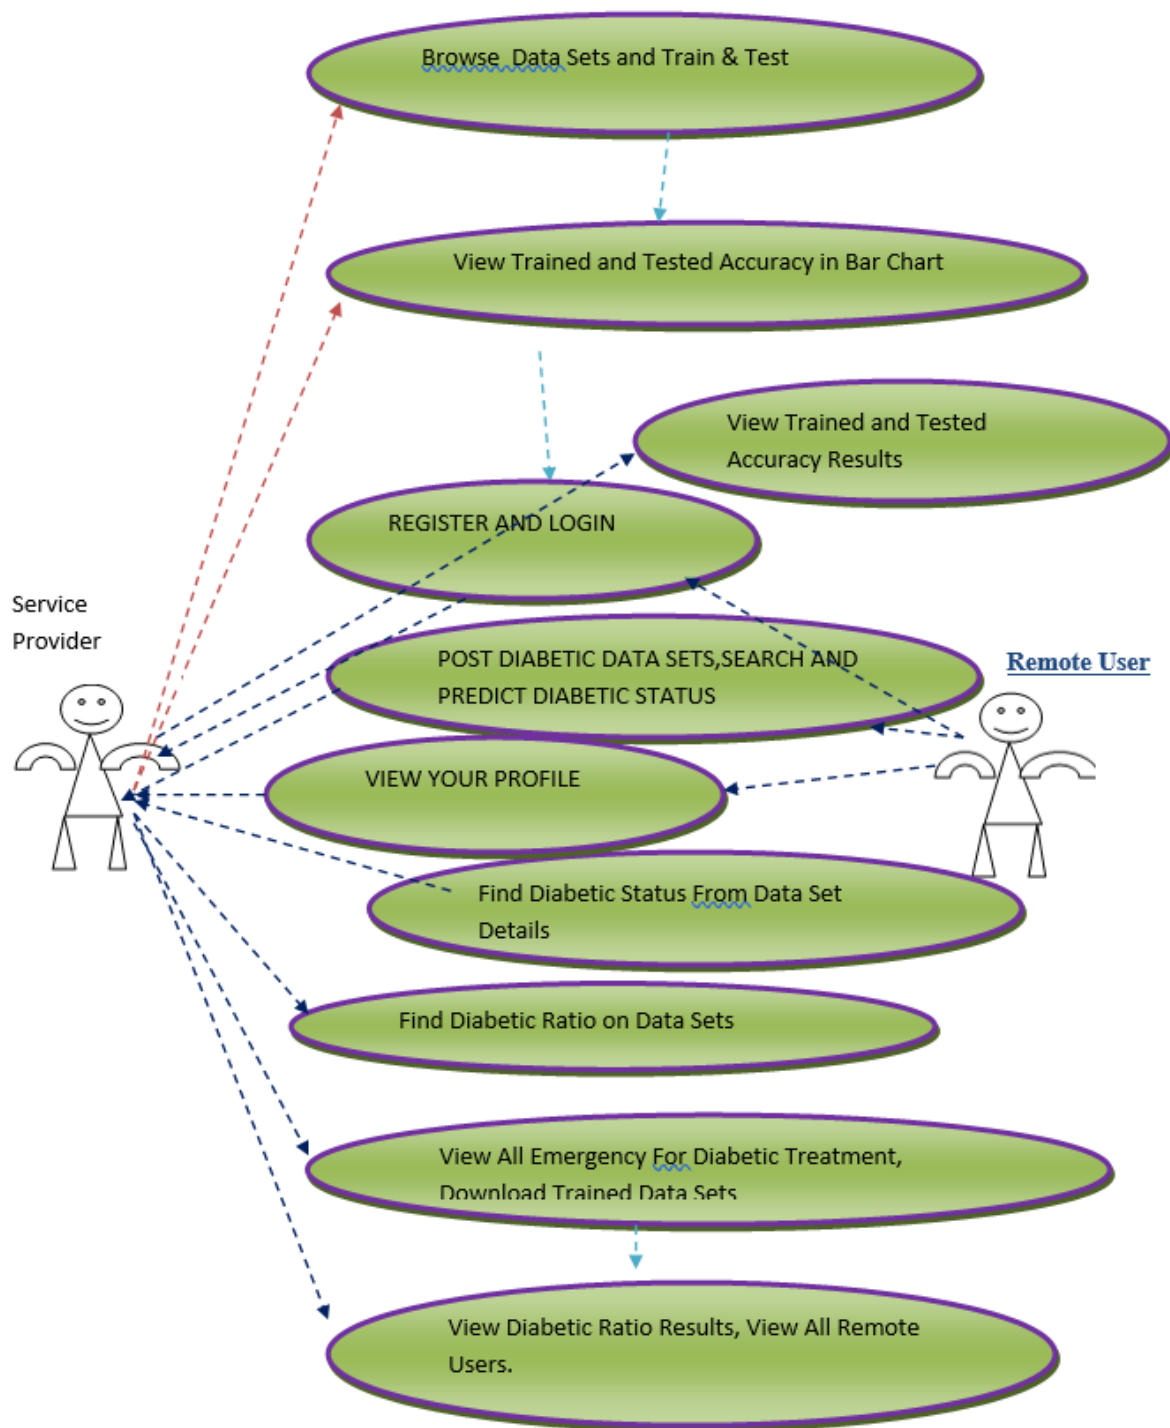 Browse Data Sets and Train & Test
View Trained and Tested Accuracy in Bar Chart
View Trained and Tested
Accuracy Results
REGISTER AND LOGIN
Service
Provider
POST DIABETIC DATA SETS,SEARCH AND
PREDICT DIABETIC STATUS
Remote User
VIEW YOUR PROFILE
Find Diabetic Status From Data Set
Details
Find Diabetic Ratio on Data Sets
View All Emergency For Diabetic Treatment,
Download Trained Data Sets
View Diabetic Ratio Results, View All Remote
Users.